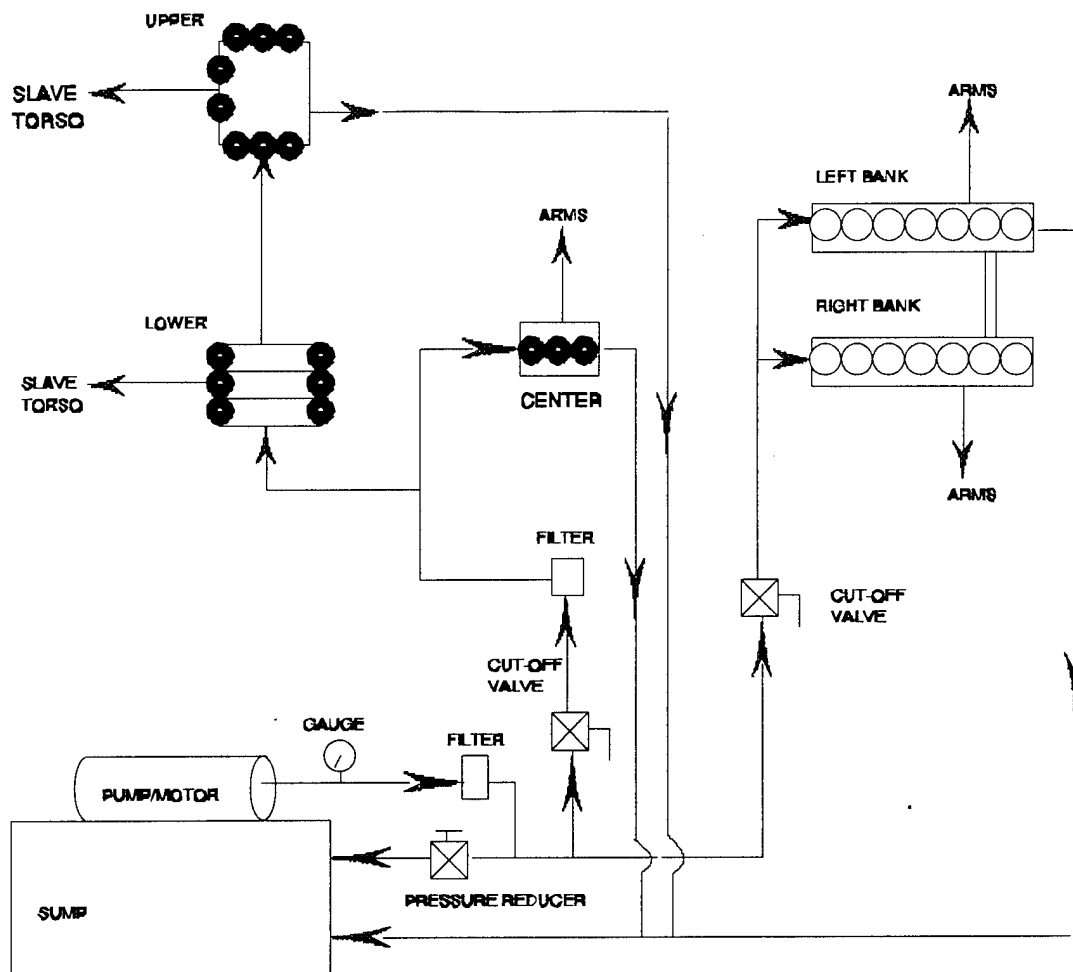 UPPER
SLAVE
TORSO
ARMS
LEFT BANK
ARMS
RIGHT BANK
LOWER
SLAVE
TORSO
CENTER
ARMS
FILTER
CUT-OFF
VALVE
CUT-OFF
VALVE
GAUGE
FILTER
PUMP/MOTOR
PRESSURE REDUCER
SUMP